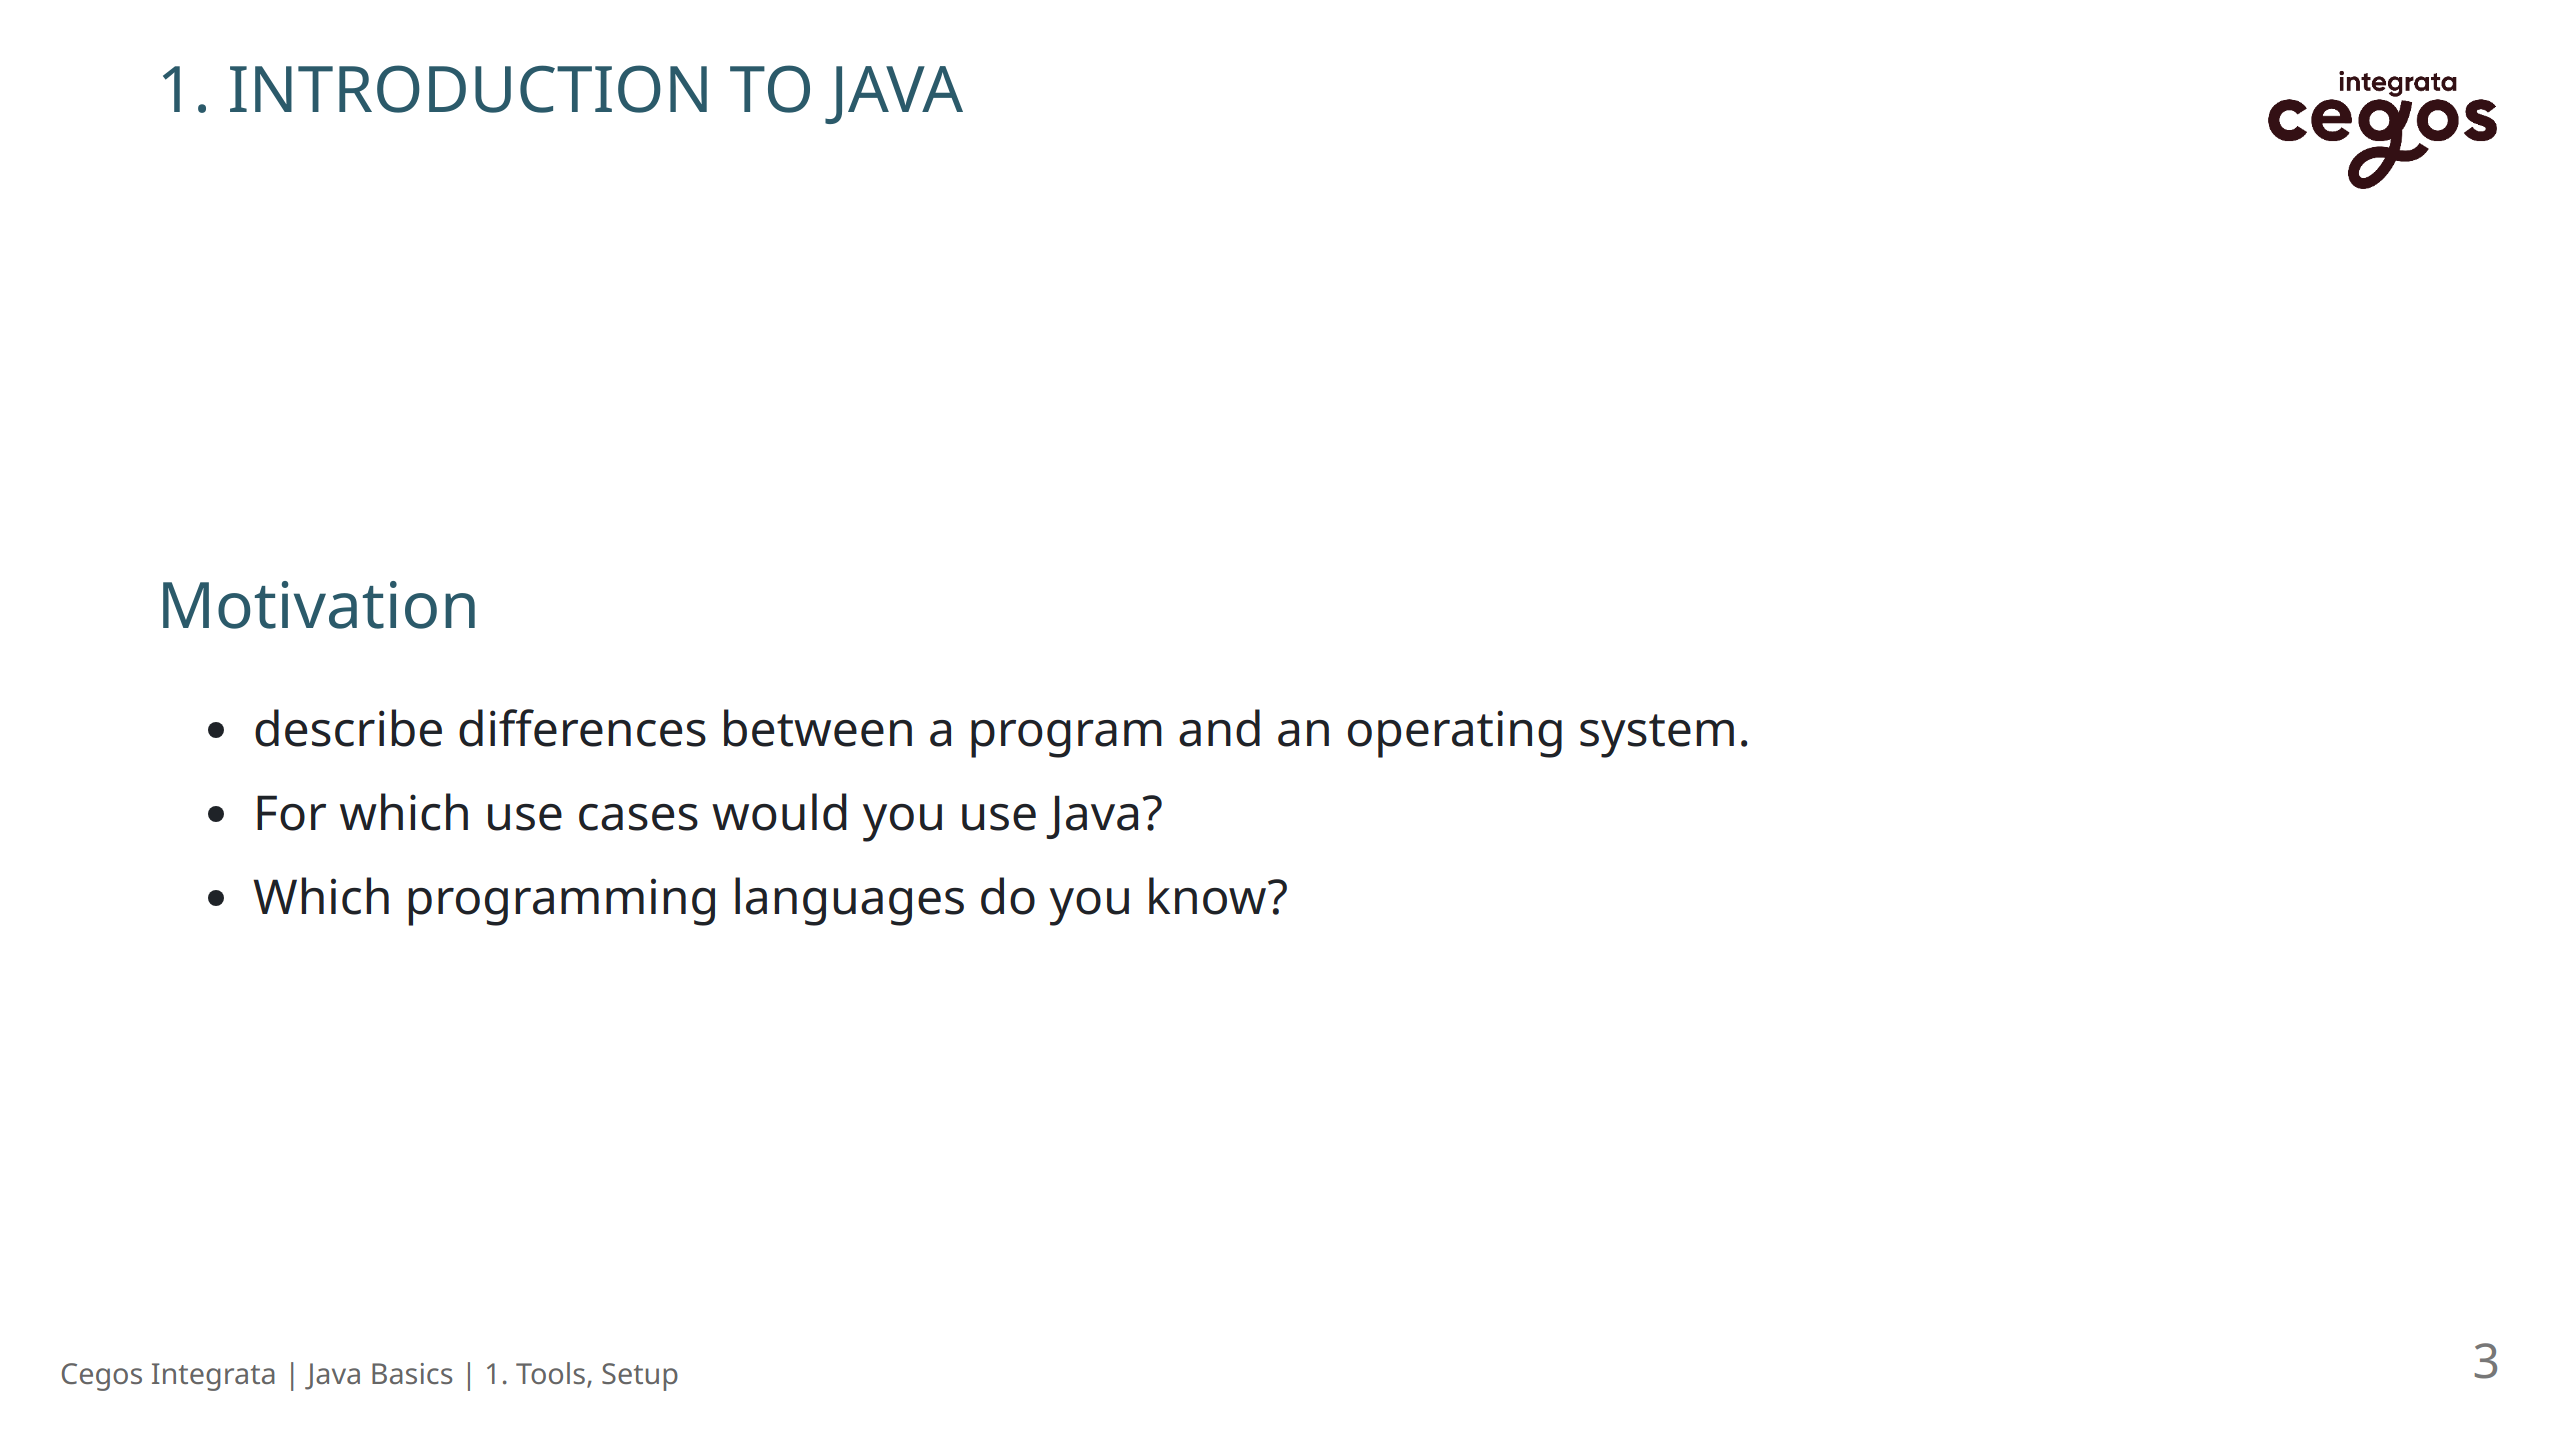 1. INTRODUCTION TO JAVA
integrata
cegos
Motivation
• describe differences between a program and an operating system.
• For which use cases would you use Java?
• Which programming languages do you know?
Cegos Integrata | Java Basics | 1. Tools, Setup
3